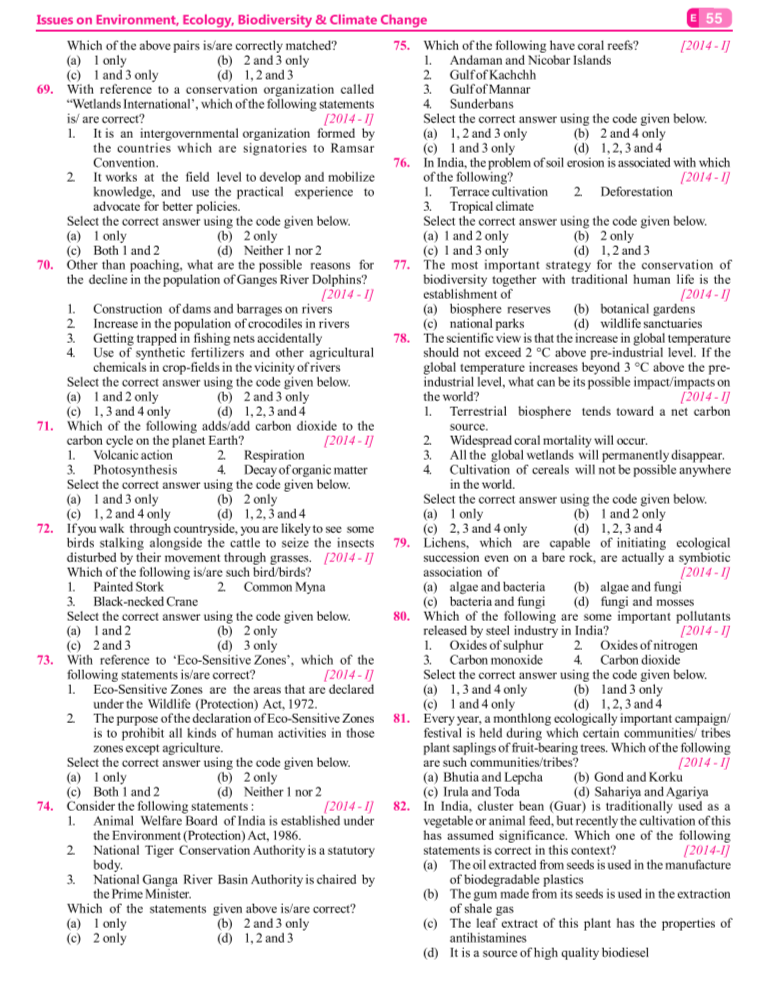 Issues on Environment, Ecology, Biodiversity & Climate Change
E 55
Which of the above pairs is/are correctly matched?
(a) 1 only (b) 2 and 3 only
(c) 1 and 3 only (d) 1, 2 and 3
69. With reference to a conservation organization called
“Wetlands International’, which of the following statements
is/ are correct? [2014 - I]
1. It is an intergovernmental organization formed by
the countries which are signatories to Ramsar
Convention.
2. It works at the field level to develop and mobilize
knowledge, and use the practical experience to
advocate for better policies.
Select the correct answer using the code given below.
(a) 1 only (b) 2 only
(c) Both 1 and 2 (d) Neither 1 nor 2
70. Other than poaching, what are the possible reasons for
the decline in the population of Ganges River Dolphins?
[2014 - I]
1. Construction of dams and barrages on rivers
2. Increase in the population of crocodiles in rivers
3. Getting trapped in fishing nets accidentally
4. Use of synthetic fertilizers and other agricultural
chemicals in crop-fields in the vicinity of rivers
Select the correct answer using the code given below.
(a) 1 and 2 only (b) 2 and 3 only
(c) 1, 3 and 4 only (d) 1, 2, 3 and 4
71. Which of the following adds/add carbon dioxide to the
carbon cycle on the planet Earth? [2014 - I]
1. Volcanic action 2. Respiration
3. Photosynthesis 4. Decay of organic matter
Select the correct answer using the code given below.
(a) 1 and 3 only (b) 2 only
(c) 1, 2 and 4 only (d) 1, 2, 3 and 4
72. If you walk through countryside, you are likely to see some
birds stalking alongside the cattle to seize the insects
disturbed by their movement through grasses. [2014 - I]
Which of the following is/are such bird/birds?
1. Painted Stork 2. Common Myna
3. Black-necked Crane
Select the correct answer using the code given below.
(a) 1 and 2 (b) 2 only
(c) 2 and 3 (d) 3 only
73. With reference to ‘Eco-Sensitive Zones’, which of the
following statements is/are correct? [2014 - I]
1. Eco-Sensitive Zones are the areas that are declared
under the Wildlife (Protection) Act, 1972.
2. The purpose of the declaration of Eco-Sensitive Zones
is to prohibit all kinds of human activities in those
zones except agriculture.
Select the correct answer using the code given below.
(a) 1 only (b) 2 only
(c) Both 1 and 2 (d) Neither 1 nor 2
74. Consider the following statements : [2014 - I]
1. Animal Welfare Board of India is established under
the Environment (Protection) Act, 1986.
2. National Tiger Conservation Authority is a statutory
body.
3. National Ganga River Basin Authority is chaired by
the Prime Minister.
Which of the statements given above is/are correct?
(a) 1 only (b) 2 and 3 only
(c) 2 only (d) 1, 2 and 3
75. Which of the following have coral reefs? [2014 - I]
1. Andaman and Nicobar Islands
2. Gulf of Kachchh
3. Gulf of Mannar
4. Sunderbans
Select the correct answer using the code given below.
(a) 1, 2 and 3 only (b) 2 and 4 only
(c) 1 and 3 only (d) 1, 2, 3 and 4
76. In India, the problem of soil erosion is associated with which
of the following? [2014 - I]
1. Terrace cultivation 2. Deforestation
3. Tropical climate
Select the correct answer using the code given below.
(a) 1 and 2 only (b) 2 only
(c) 1 and 3 only (d) 1, 2 and 3
77. The most important strategy for the conservation of
biodiversity together with traditional human life is the
establishment of [2014 - I]
(a) biosphere reserves (b) botanical gardens
(c) national parks (d) wildlife sanctuaries
78. The scientific view is that the increase in global temperature
should not exceed 2 °C above pre-industrial level. If the
global temperature increases beyond 3 °C above the pre-
industrial level, what can be its possible impact/impacts on
the world? [2014 - I]
1. Terrestrial biosphere tends toward a net carbon
source.
2. Widespread coral mortality will occur.
3. All the global wetlands will permanently disappear.
4. Cultivation of cereals will not be possible anywhere
in the world.
Select the correct answer using the code given below.
(a) 1 only (b) 1 and 2 only
(c) 2, 3 and 4 only (d) 1, 2, 3 and 4
79. Lichens, which are capable of initiating ecological
succession even on a bare rock, are actually a symbiotic
association of [2014 - I]
(a) algae and bacteria (b) algae and fungi
(c) bacteria and fungi (d) fungi and mosses
80. Which of the following are some important pollutants
released by steel industry in India? [2014 - I]
1. Oxides of sulphur 2. Oxides of nitrogen
3. Carbon monoxide 4. Carbon dioxide
Select the correct answer using the code given below.
(a) 1, 3 and 4 only (b) 1and 3 only
(c) 1 and 4 only (d) 1, 2, 3 and 4
81. Every year, a monthlong ecologically important campaign/
festival is held during which certain communities/ tribes
plant saplings of fruit-bearing trees. Which of the following
are such communities/tribes? [2014 - I]
(a) Bhutia and Lepcha (b) Gond and Korku
(c) Irula and Toda (d) Sahariya and Agariya
82. In India, cluster bean (Guar) is traditionally used as a
vegetable or animal feed, but recently the cultivation of this
has assumed significance. Which one of the following
statements is correct in this context? [2014-I]
(a) The oil extracted from seeds is used in the manufacture
of biodegradable plastics
(b) The gum made from its seeds is used in the extraction
of shale gas
(c) The leaf extract of this plant has the properties of
antihistamines
(d) It is a source of high quality biodiesel